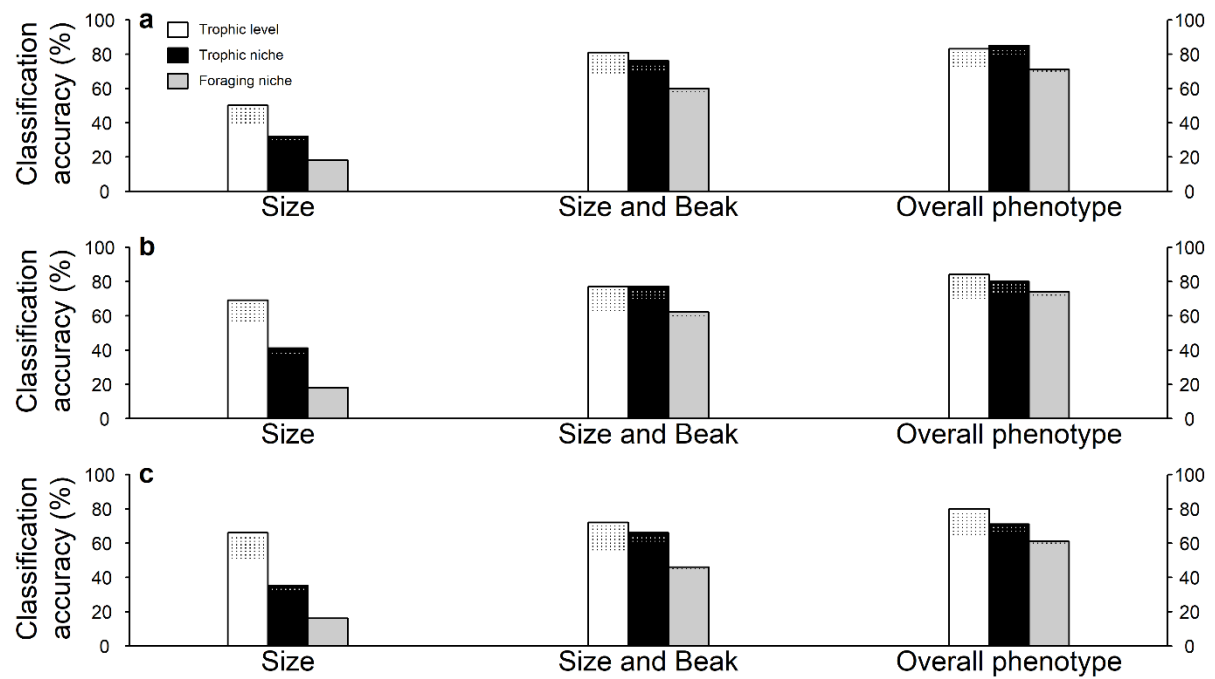 a
Trophic level
Trophic niche
Foraging niche
Classification
accuracy (%)
100
80
60
40
20
0
100
80
60
40
20
0
Size
Size and Beak
Overall phenotype
b
Classification
accuracy (%)
100
80
60
40
20
0
100
80
60
40
20
0
Size
Size and Beak
Overall phenotype
c
Classification
accuracy (%)
100
80
60
40
20
0
100
80
60
40
20
0
Size
Size and Beak
Overall phenotype